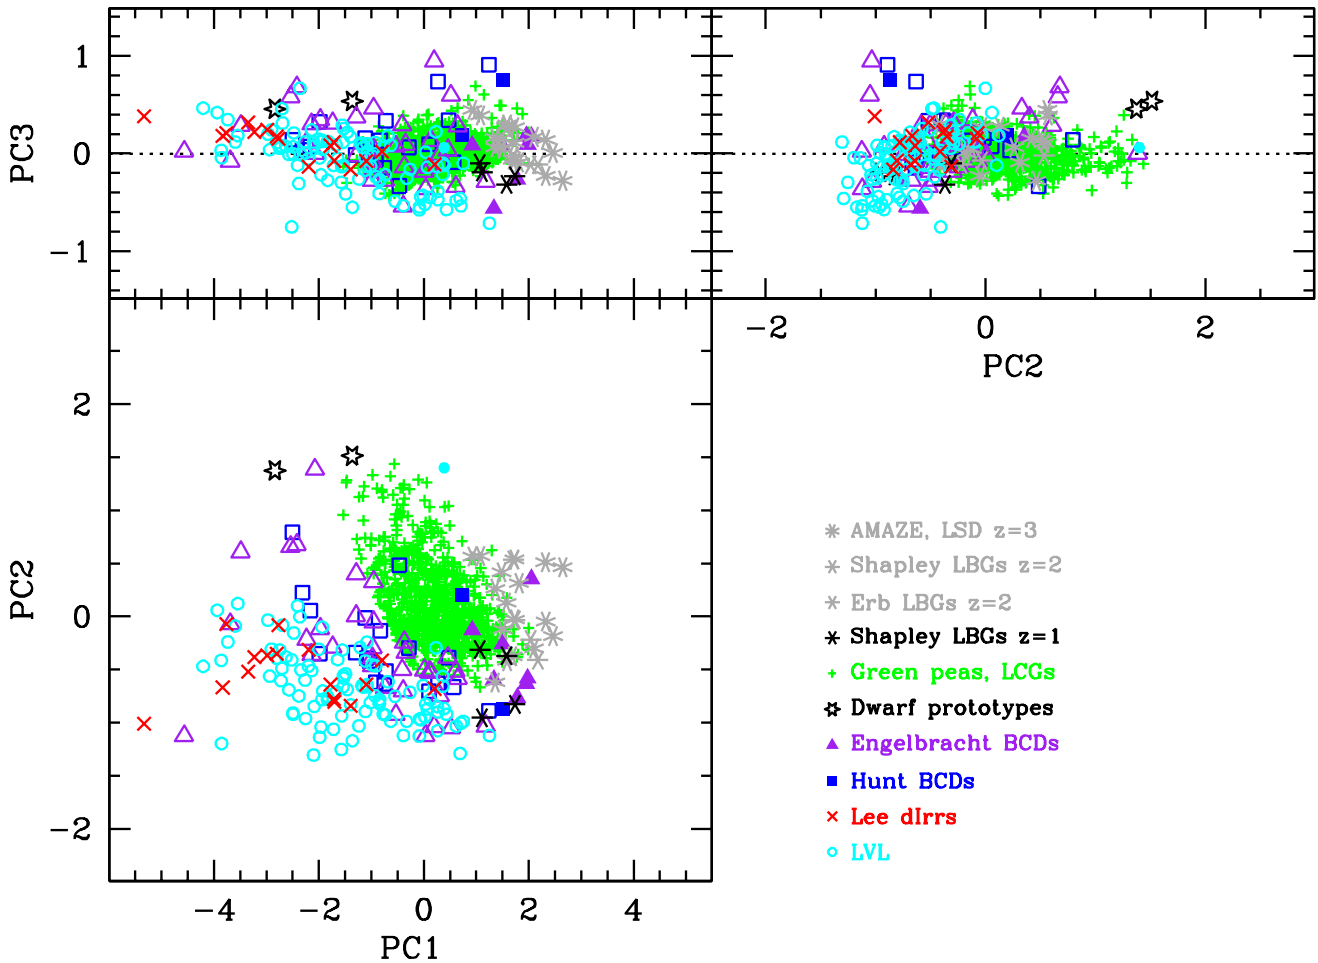 1
0
−1
PC3
−2
0
2
PC2
2
0
−2
PC2
−4
−2
0
2
4
PC1
AMAZE, LSD z=3
Shapley LBGs z=2
Erb LBGs z=2
Shapley LBGs z=1
Green peas, LCGs
Dwarf prototypes
Engelbracht BCDs
Hunt BCDs
Lee dIrrs
LVL